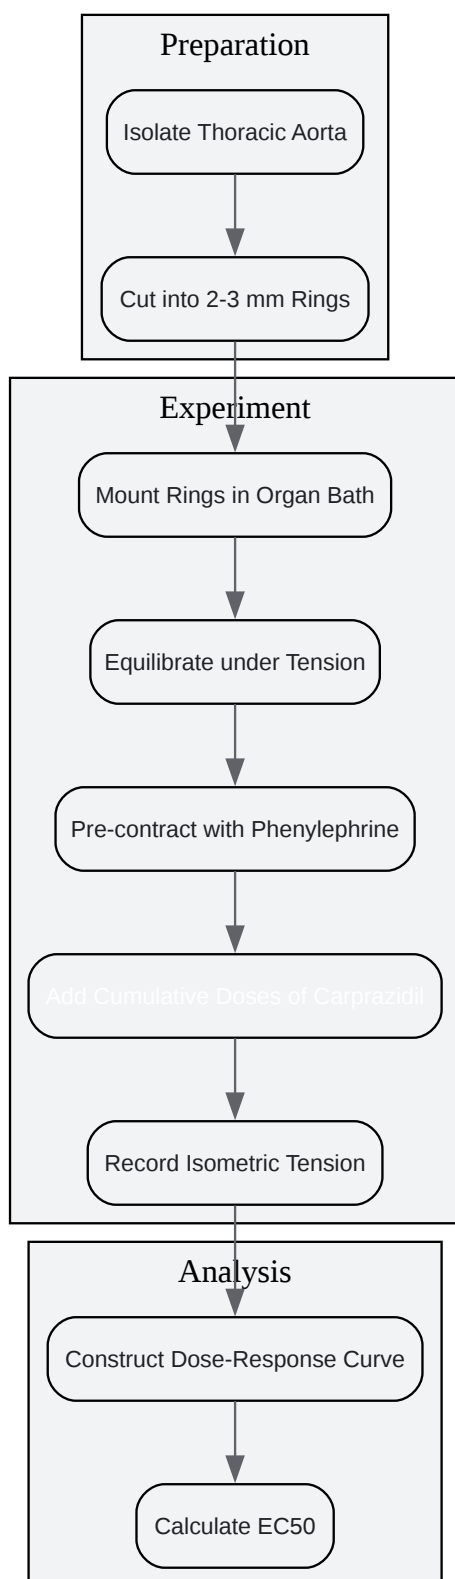 Preparation
Isolate Thoracic Aorta
Cut into 2-3 mm Rings
Experiment
Mount Rings in Organ Bath
Equilibrate under Tension
Pre-contract with Phenylephrine
Add Cumulative Doses of Carprazidil
Record Isometric Tension
Analysis
Construct Dose-Response Curve
Calculate EC50